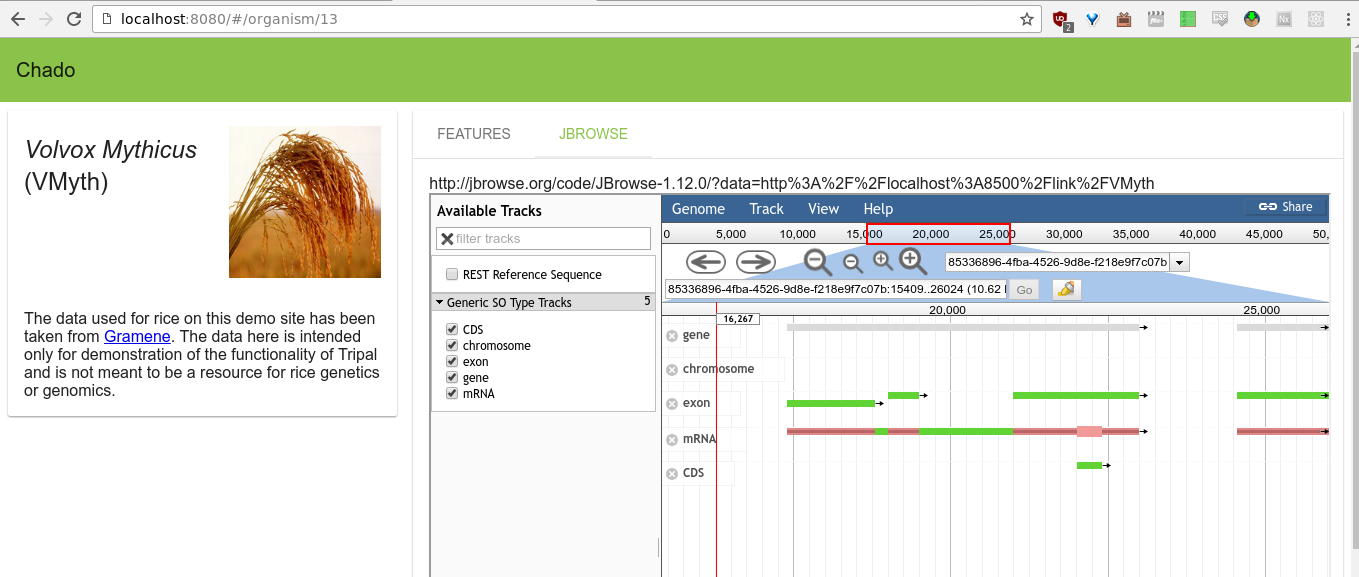 localhost:8080/#/organism/13
2
Chado
Volvox Mythicus
(VMyth)
The data used for rice on this demo site has been
taken from Gramene. The data here is intended
only for demonstration of the functionality of Tripal
and is not meant to be a resource for rice genetics
or genomics.
FEATURES JBROWSE
http://jbrowse.org/code/JBrowse-1.12.0/?data=http%3A%2F%2Flocalhost%3A8500%2Flink%2FVMyth
Available Tracks
filter tracks
REST Reference Sequence
Generic SO Type Tracks 5
CDS
chromosome
exon
gene
mRNA
Genome Track View Help Share
0 5,000 10,000 15,000 20,000 25,000 30,000 35,000 40,000 45,000 50,
85336896-4fba-4526-9d8e-f218e9f7c07b
85336896-4fba-4526-9d8e-f218e9f7c07b:15409..26024 (10.62 Go
20,000 25,000
16,267
gene
chromosome
exon
mRNA
CDS